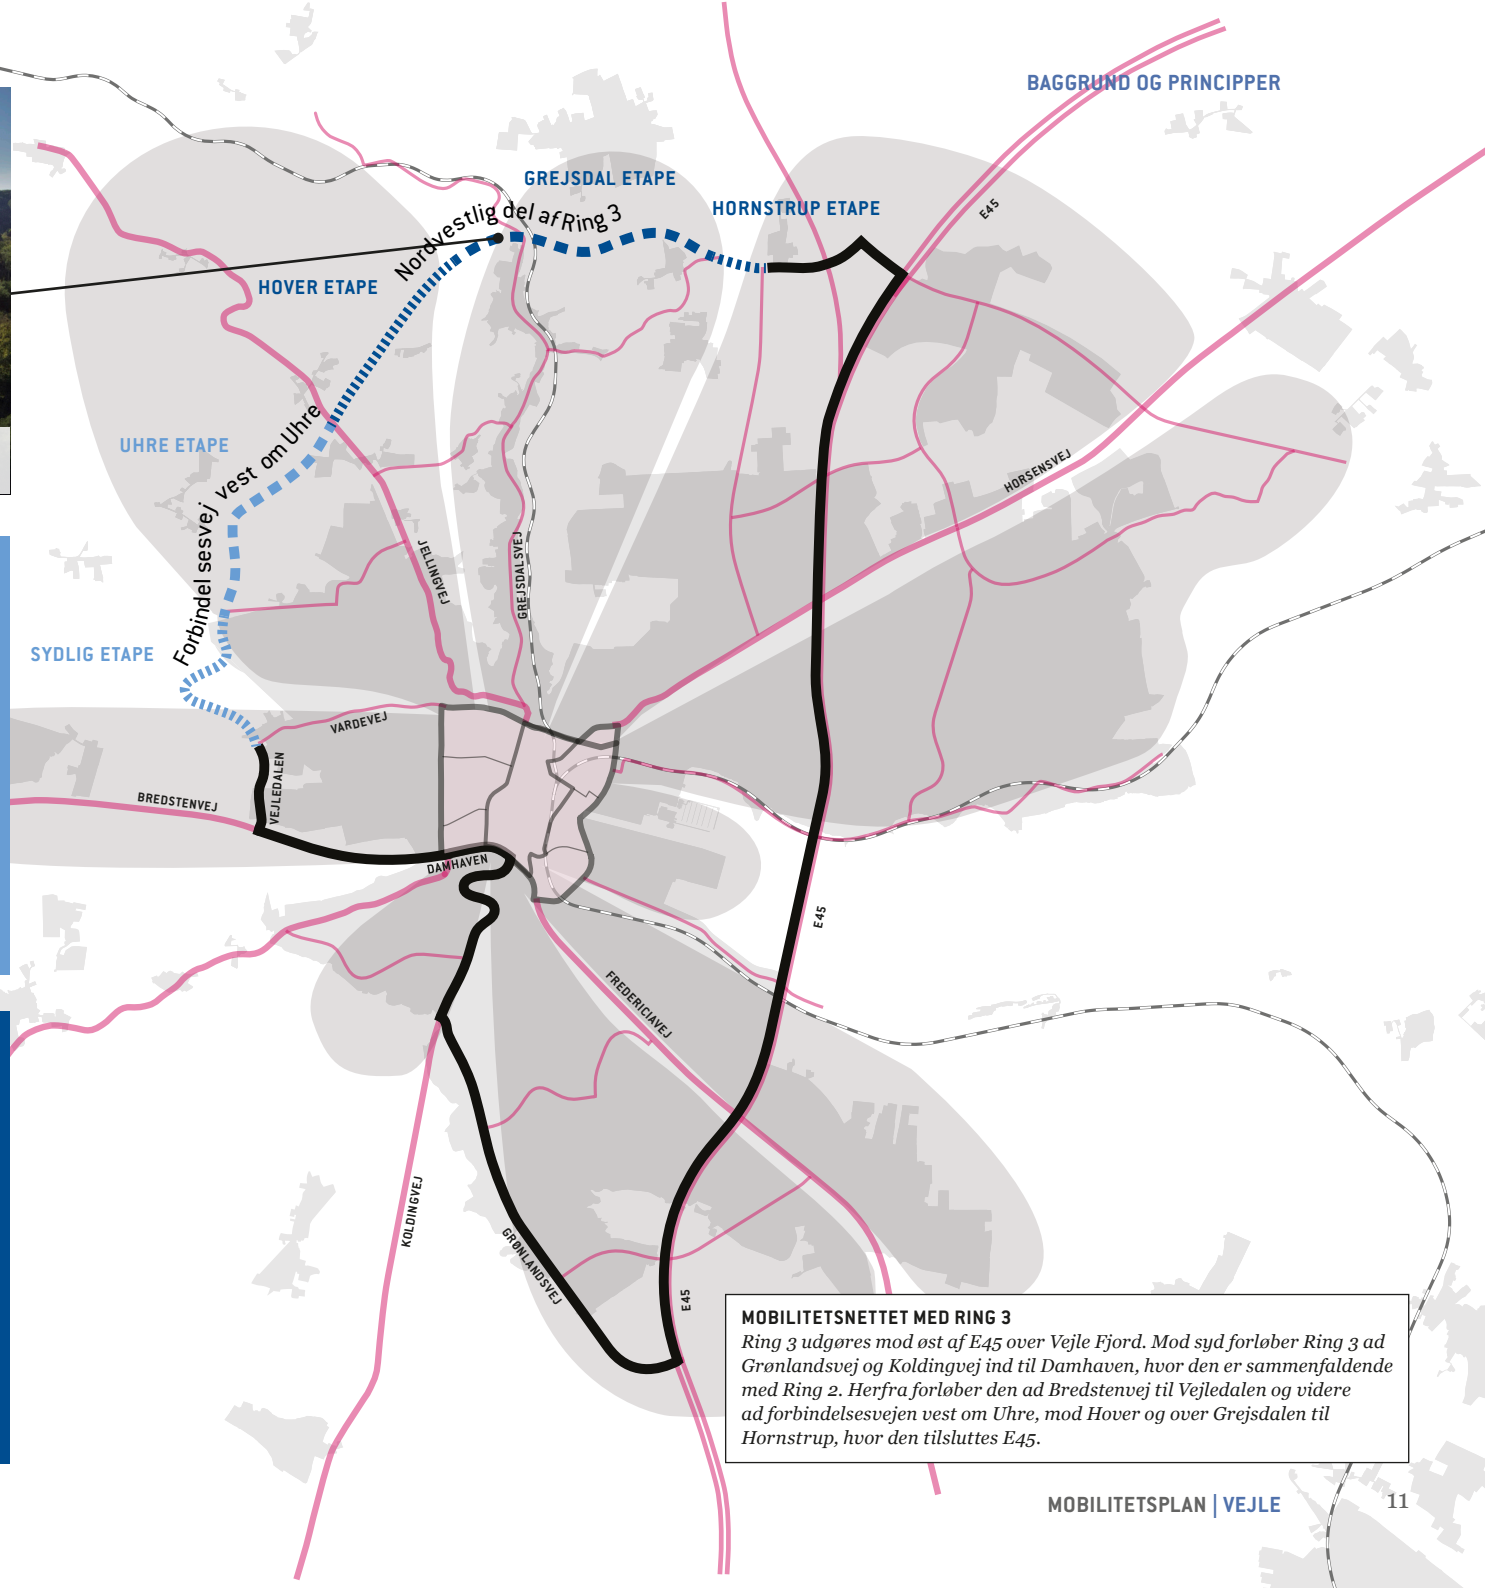 BAGGRUND OG PRINCIPPER
GREJSDAL ETAPE
HORNSTRUP ETAPE
E45
Nordvestlig del af Ring 3
HOVER ETAPE
UHRE ETAPE
Forbindelsesvej vest om Uhre
HORSENSVEJ
JELLINGVEJ
GREJSDALSVEJ
SYDLIG ETAPE
VARDEVEJ
VEJLEDALEN
BREDSTENVEJ
DAMHAVEN
E45
FREDERICIAVEJ
KOLDINGVEJ
GRØNLANDSVEJ
E45
MOBILITETSNETTET MED RING 3
Ring 3 udgøres mod øst af E45 over Vejle Fjord. Mod syd forløber Ring 3 ad
Grønlandsvej og Koldingvej ind til Damhaven, hvor den er sammenfaldende
med Ring 2. Herfra forløber den ad Bredstenvej til Vejledalen og videre
ad forbindelsesvejen vest om Uhre, mod Hover og over Grejsdalen til
Hornstrup, hvor den tilsluttes E45.
MOBILITETSPLAN | VEJLE
11